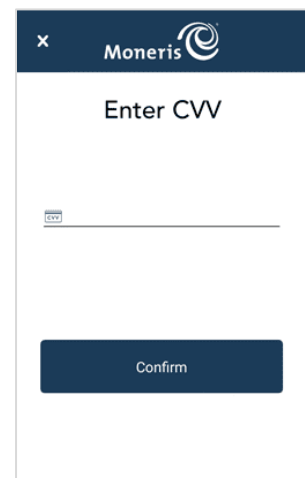 ×
Moneris
Enter CVV
CVV
Confirm